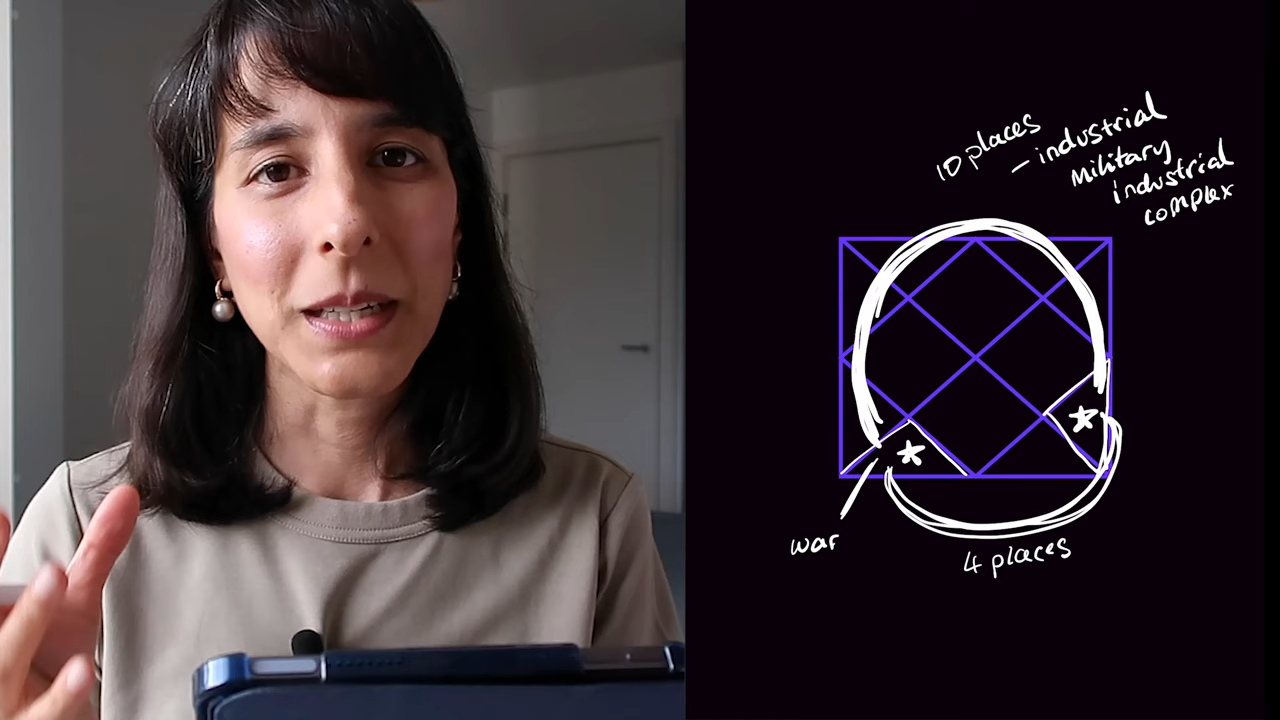 10 places
– industrial
military
industrial
complex
war
4 places